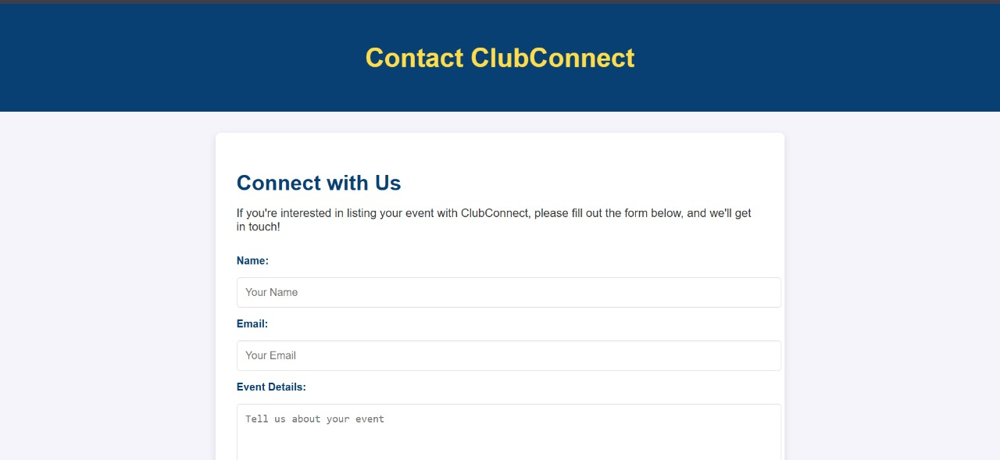 Contact ClubConnect
Connect with Us
If you're interested in listing your event with ClubConnect, please fill out the form below, and we'll get
in touch!
Name:
Your Name
Email:
Your Email
Event Details:
Tell us about your event